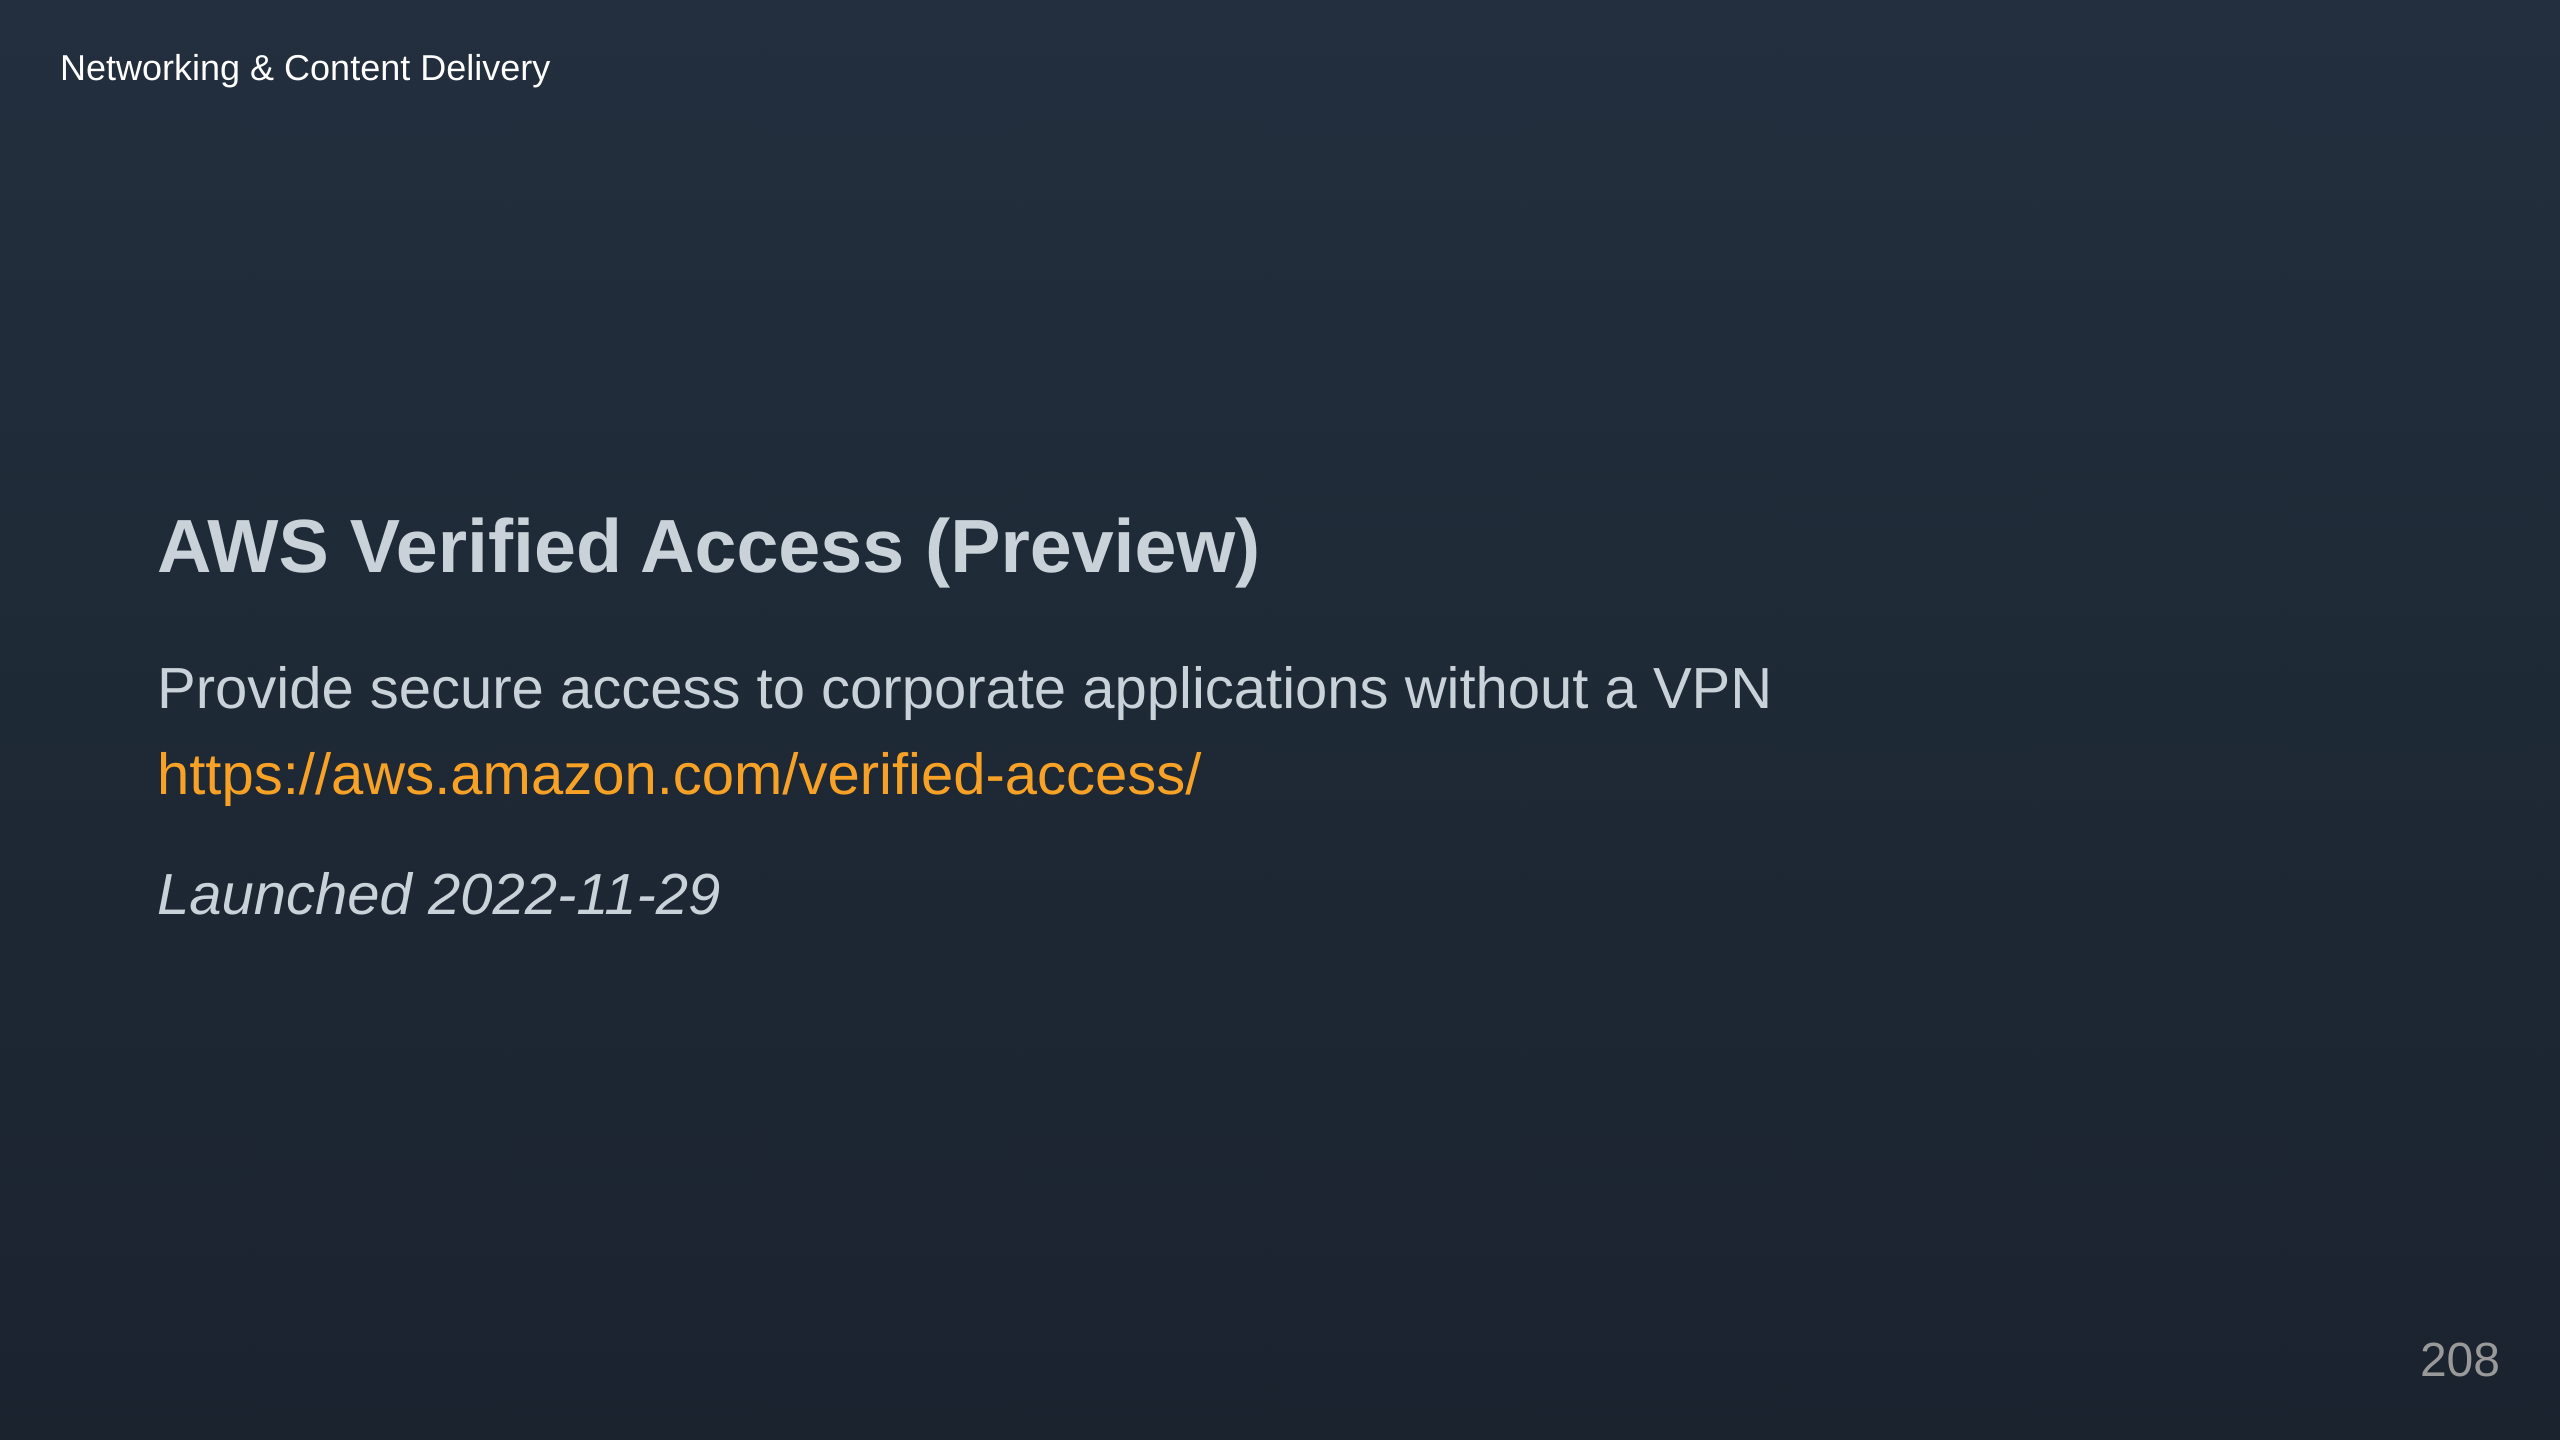 Networking & Content Delivery
AWS Verified Access (Preview)
Provide secure access to corporate applications without a VPN
https://aws.amazon.com/verified-access/
Launched 2022-11-29
208